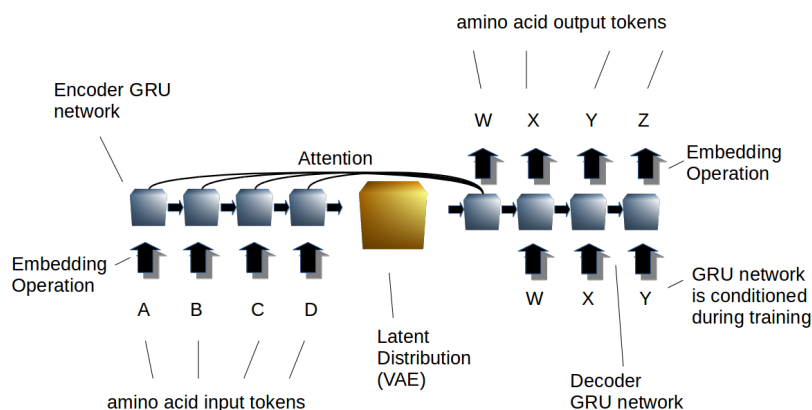 amino acid output tokens
Encoder GRU
network
W X Y Z
Attention
Embedding
Operation
Embedding
Operation
W X Y
GRU network
is conditioned
during training
A B C D
Latent
Distribution
(VAE)
Decoder
GRU network
amino acid input tokens